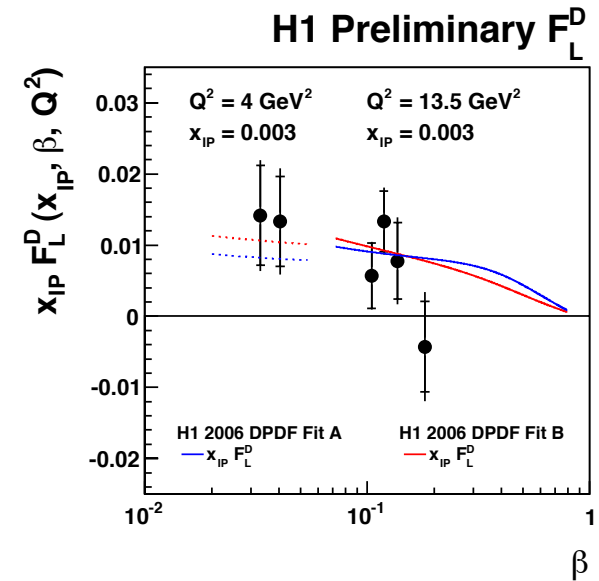 H1 Preliminary F_L^D
x_IP F_L^D (x_IP, β, Q^2)
Q^2 = 4 GeV^2
x_IP = 0.003
Q^2 = 13.5 GeV^2
x_IP = 0.003
0.03
0.02
0.01
0
-0.01
-0.02
H1 2006 DPDF Fit A
x_IP F_L^D
H1 2006 DPDF Fit B
x_IP F_L^D
10^-2
10^-1
1
β